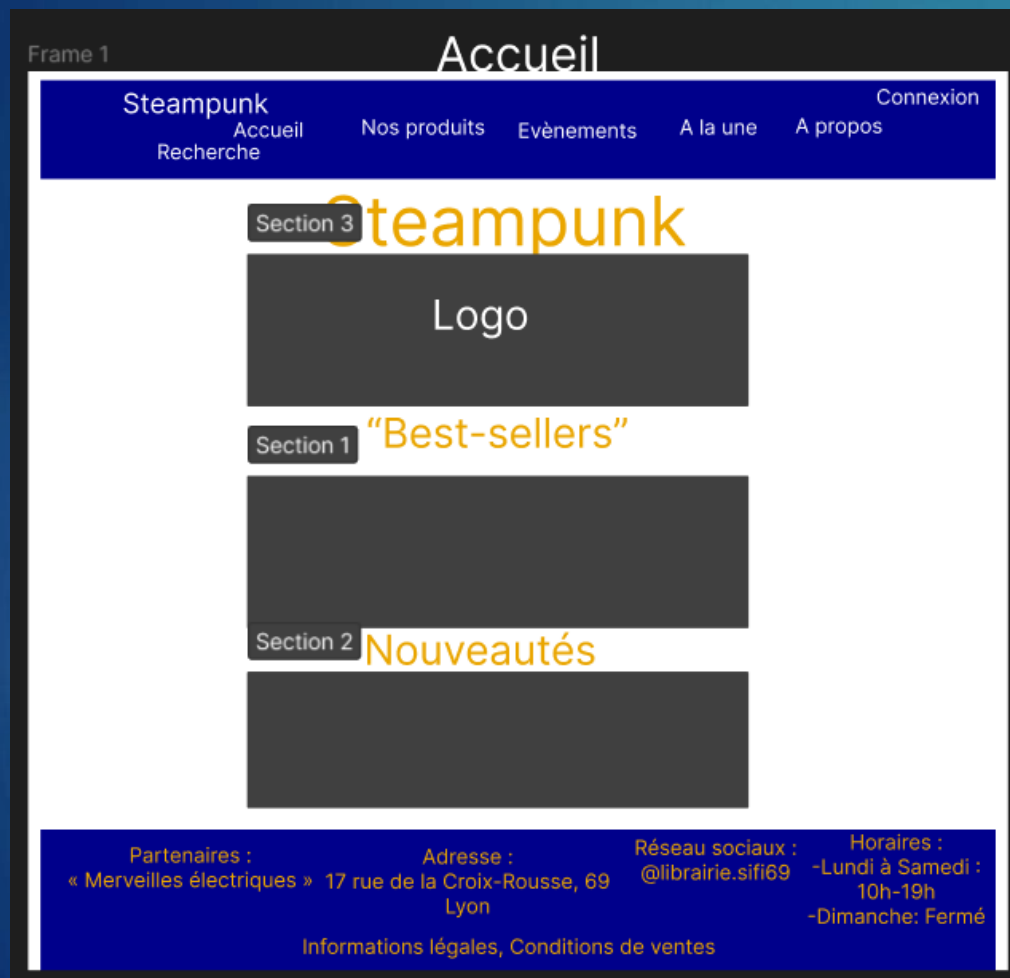 Frame 1
Accueil
Steampunk
Connexion
Accueil
Nos produits
Evènements
A la une
A propos
Recherche
Steampunk
Section 3
Logo
“Best-sellers”
Section 1
Section 2
Nouveautés
Partenaires :
« Merveilles électriques »
Adresse :
17 rue de la Croix-Rousse, 69
Lyon
Réseau sociaux :
@librairie.sifi69
Horaires :
-Lundi à Samedi :
10h-19h
-Dimanche: Fermé
Informations légales, Conditions de ventes